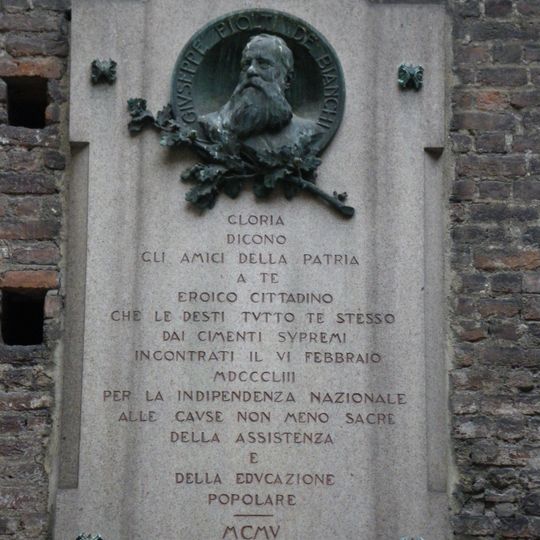 GIVSEPPE PIOLTI DE BIANCHI
GLORIA
DICONO
GLI AMICI DELLA PATRIA
A TE
EROICO CITTADINO
CHE LE DESTI TVTTO TE STESSO
DAI CIMENTI SVPREMI
INCONTRATI IL VI FEBBRAIO
MDCCCLIII
PER LA INDIPENDENZA NAZIONALE
ALLE CAVSE NON MENO SACRE
DELLA ASSISTENZA
E
DELLA EDVCAZIONE
POPOLARE
MCMV